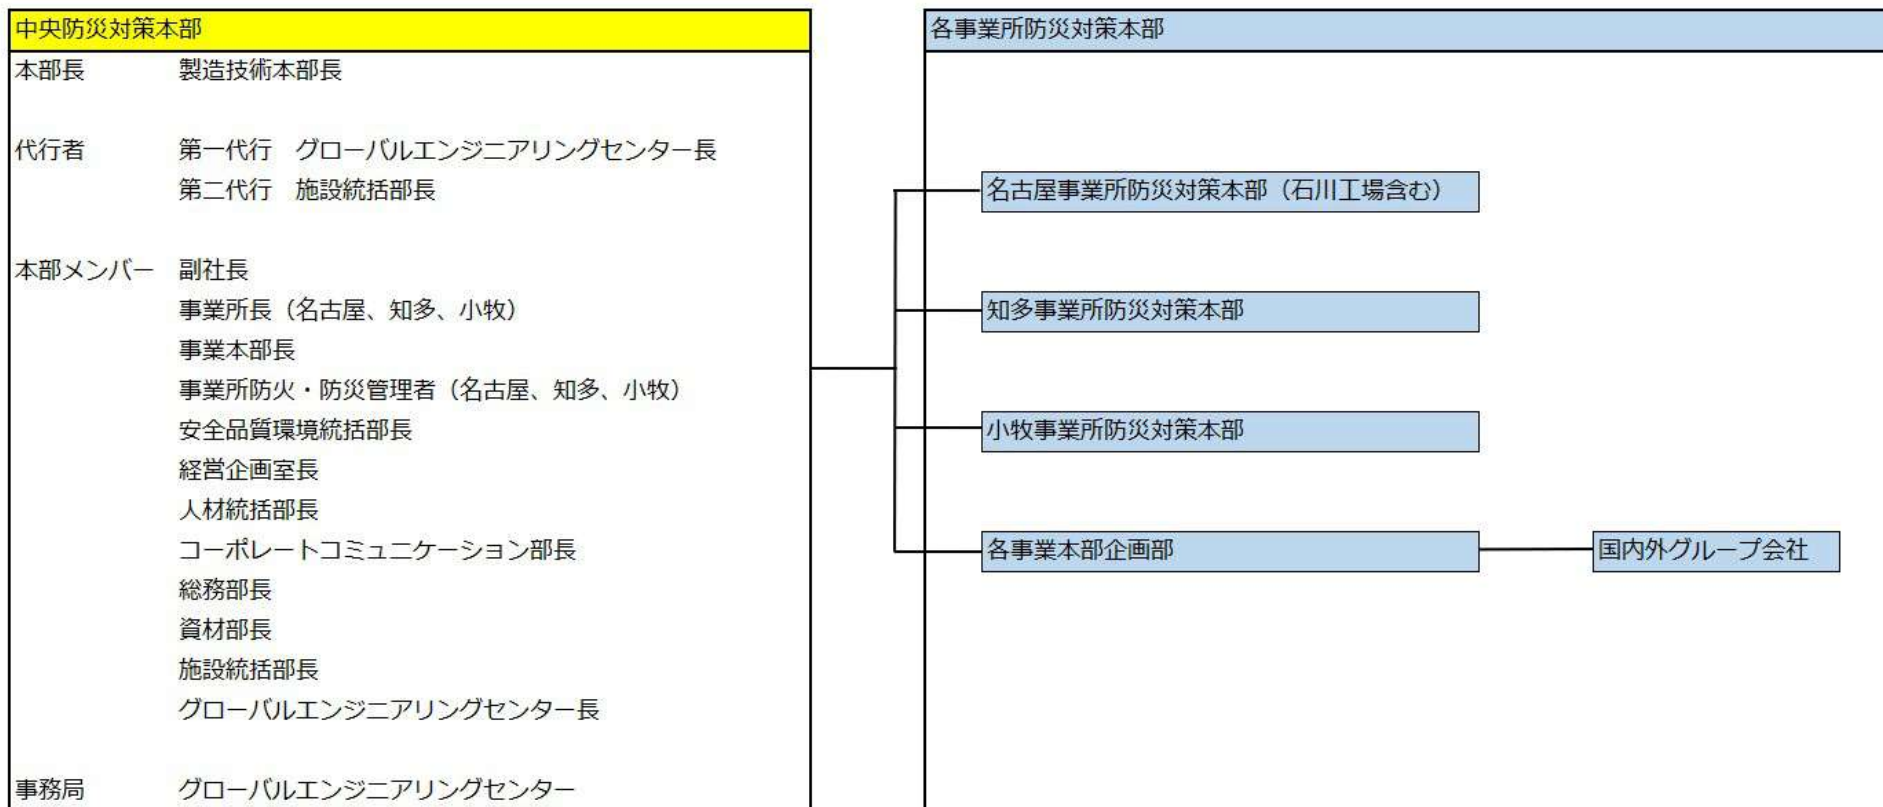 中央防災対策本部
本部長 製造技術本部長
代行者 第一代行 グローバルエンジニアリングセンター長
第二代行 施設統括部長
本部メンバー 副社長
事業所長（名古屋、知多、小牧）
事業本部長
事業所防火・防災管理者（名古屋、知多、小牧）
安全品質環境統括部長
経営企画室長
人材統括部長
コーポレートコミュニケーション部長
総務部長
資材部長
施設統括部長
グローバルエンジニアリングセンター長
事務局 グローバルエンジニアリングセンター
各事業所防災対策本部
名古屋事業所防災対策本部（石川工場含む）
知多事業所防災対策本部
小牧事業所防災対策本部
各事業本部企画部
国内外グループ会社